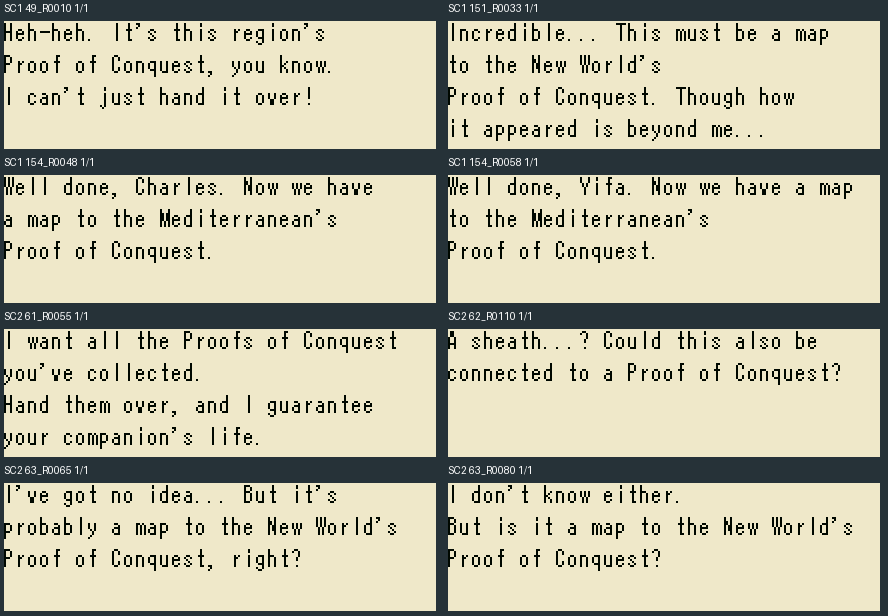 SC149_R0010 1/1
Heh-heh. It's this region's
Proof of Conquest, you know.
I can't just hand it over!
SC1151_R0033 1/1
Incredible... This must be a map
to the New World's
Proof of Conquest. Though how
it appeared is beyond me...
SC1154_R0048 1/1
Well done, Charles. Now we have
a map to the Mediterranean's
Proof of Conquest.
SC1154_R0058 1/1
Well done, Yifa. Now we have a map
to the Mediterranean's
Proof of Conquest.
SC261_R0055 1/1
I want all the Proofs of Conquest
you've collected.
Hand them over, and I guarantee
your companion's life.
SC262_R0110 1/1
A sheath...? Could this also be
connected to a Proof of Conquest?
SC263_R0065 1/1
I've got no idea... But it's
probably a map to the New World's
Proof of Conquest, right?
SC263_R0080 1/1
I don't know either.
But is it a map to the New World's
Proof of Conquest?